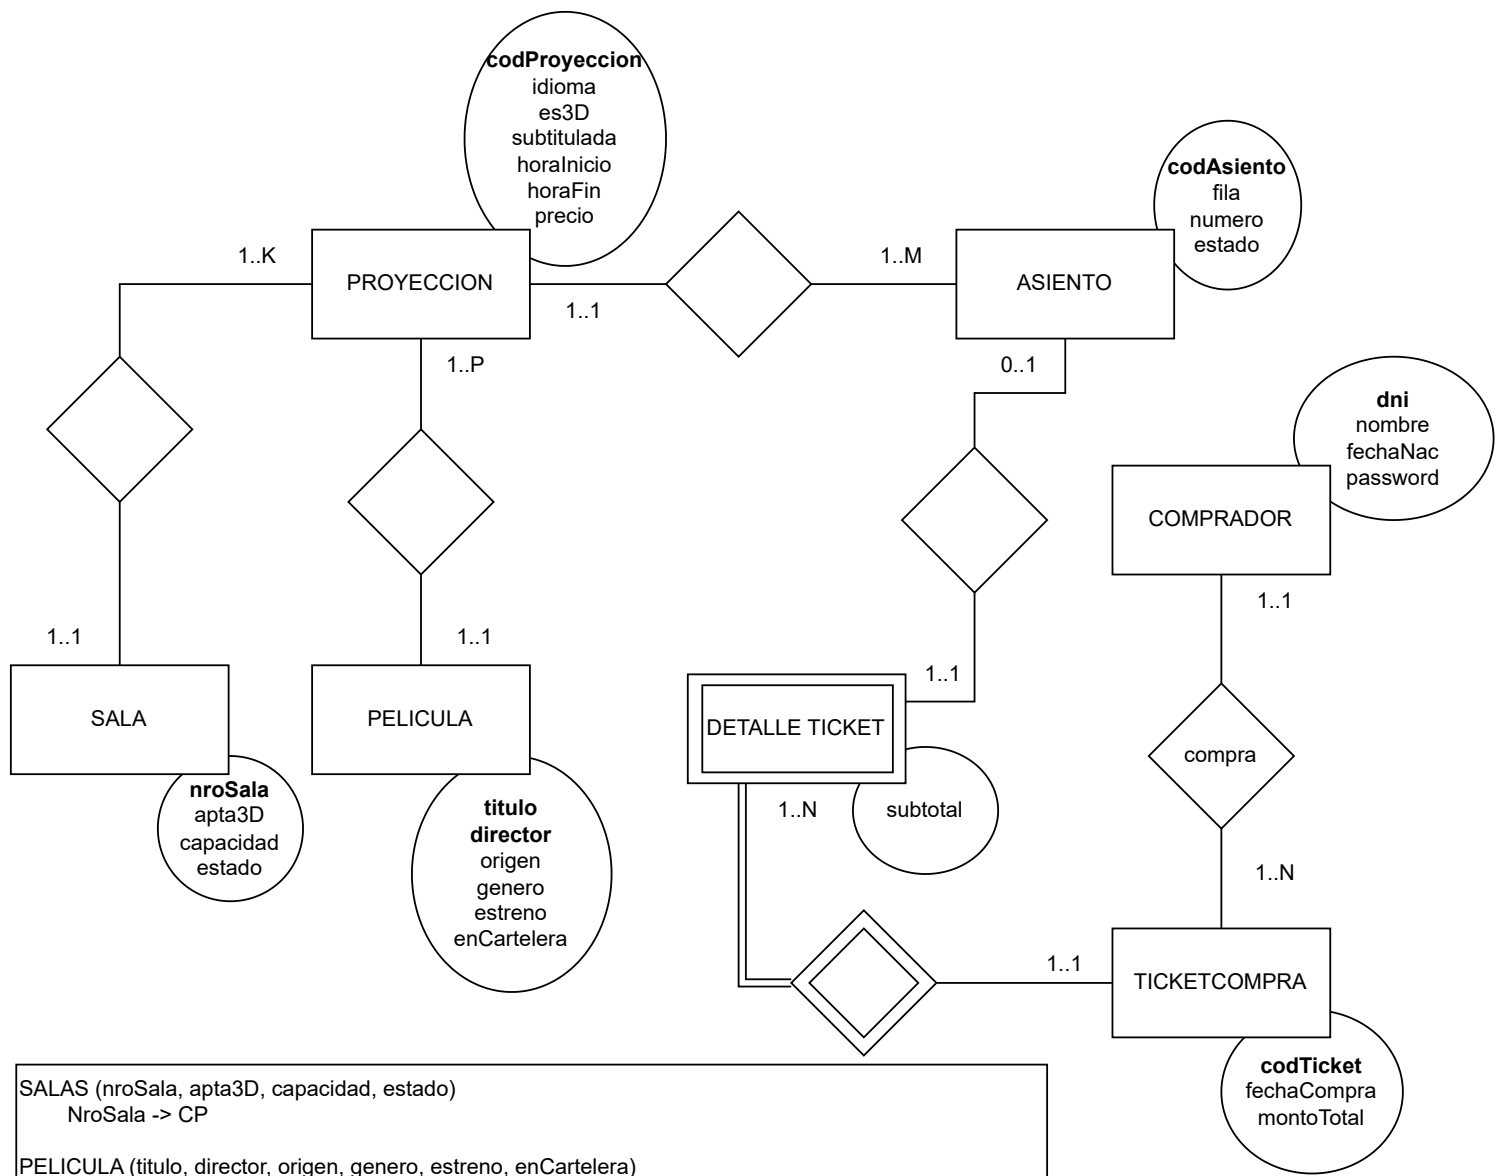 codProyeccion
idioma
es3D
subtitulada
horaInicio
horaFin
precio
codAsiento
fila
numero
estado
1..K
PROYECCION
1..1
1..M
ASIENTO
1..P
0..1
dni
nombre
fechaNac
password
COMPRADOR
1..1
1..1
1..1
1..1
SALA
PELICULA
DETALLE TICKET
compra
nroSala
apta3D
capacidad
estado
titulo
director
origen
genero
estreno
enCartelera
1..N
subtotal
1..N
1..1
TICKETCOMPRA
codTicket
fechaCompra
montoTotal
SALAS (nroSala, apta3D, capacidad, estado)
NroSala -> CP
PELICULA (titulo, director, origen, genero, estreno, enCartelera)